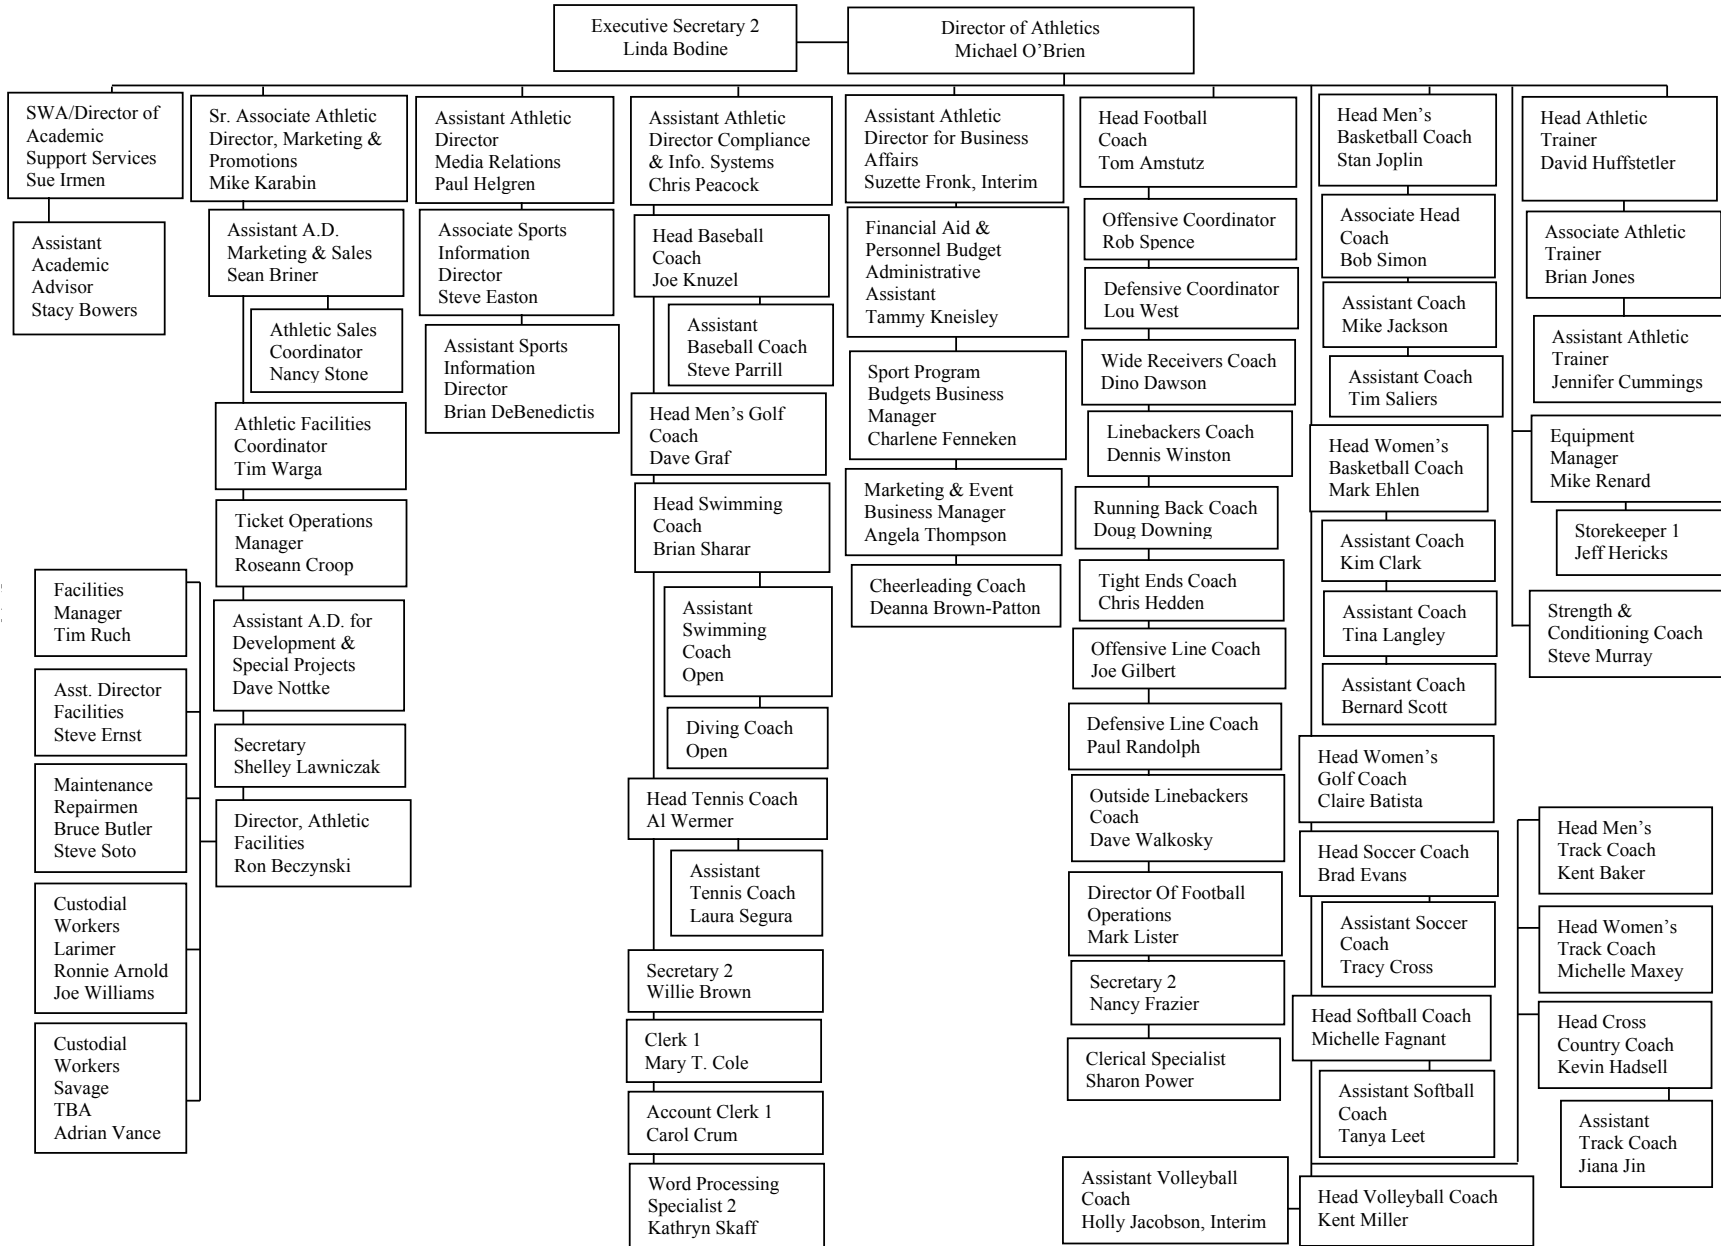 Executive Secretary 2
Linda Bodine
Director of Athletics
Michael O’Brien
SWA/Director of
Academic
Support Services
Sue Irmen
Assistant
Academic
Advisor
Stacy Bowers
Sr. Associate Athletic
Director, Marketing &
Promotions
Mike Karabin
Assistant A.D.
Marketing & Sales
Sean Briner
Athletic Sales
Coordinator
Nancy Stone
Athletic Facilities
Coordinator
Tim Warga
Ticket Operations
Manager
Roseann Croop
Assistant A.D. for
Development &
Special Projects
Dave Nottke
Secretary
Shelley Lawniczak
Director, Athletic
Facilities
Ron Beczynski
Facilities
Manager
Tim Ruch
Asst. Director
Facilities
Steve Ernst
Maintenance
Repairmen
Bruce Butler
Steve Soto
Custodial
Workers
Larimer
Ronnie Arnold
Joe Williams
Custodial
Workers
Savage
TBA
Adrian Vance
Assistant Athletic
Director
Media Relations
Paul Helgren
Associate Sports
Information
Director
Steve Easton
Assistant Sports
Information
Director
Brian DeBenedictis
Assistant Athletic
Director Compliance
& Info. Systems
Chris Peacock
Head Baseball
Coach
Joe Knuzel
Assistant
Baseball Coach
Steve Parrill
Head Men’s Golf
Coach
Dave Graf
Head Swimming
Coach
Brian Sharar
Assistant
Swimming
Coach
Open
Diving Coach
Open
Head Tennis Coach
Al Wermer
Assistant
Tennis Coach
Laura Segura
Secretary 2
Willie Brown
Clerk 1
Mary T. Cole
Account Clerk 1
Carol Crum
Word Processing
Specialist 2
Kathryn Skaff
Assistant Athletic
Director for Business
Affairs
Suzette Fronk, Interim
Financial Aid &
Personnel Budget
Administrative
Assistant
Tammy Kneisley
Sport Program
Budgets Business
Manager
Charlene Fenneken
Marketing & Event
Business Manager
Angela Thompson
Cheerleading Coach
Deanna Brown-Patton
Head Football
Coach
Tom Amstutz
Offensive Coordinator
Rob Spence
Defensive Coordinator
Lou West
Wide Receivers Coach
Dino Dawson
Linebackers Coach
Dennis Winston
Running Back Coach
Doug Downing
Tight Ends Coach
Chris Hedden
Offensive Line Coach
Joe Gilbert
Defensive Line Coach
Paul Randolph
Outside Linebackers
Coach
Dave Walkosky
Director Of Football
Operations
Mark Lister
Secretary 2
Nancy Frazier
Clerical Specialist
Sharon Power
Head Men’s
Basketball Coach
Stan Joplin
Associate Head
Coach
Bob Simon
Assistant Coach
Mike Jackson
Assistant Coach
Tim Saliers
Head Women’s
Basketball Coach
Mark Ehlen
Assistant Coach
Kim Clark
Assistant Coach
Tina Langley
Assistant Coach
Bernard Scott
Head Women’s
Golf Coach
Claire Batista
Head Soccer Coach
Brad Evans
Assistant Soccer
Coach
Tracy Cross
Head Softball Coach
Michelle Fagnant
Assistant Softball
Coach
Tanya Leet
Assistant Volleyball
Coach
Holly Jacobson, Interim
Head Volleyball Coach
Kent Miller
Head Athletic
Trainer
David Huffstetler
Associate Athletic
Trainer
Brian Jones
Assistant Athletic
Trainer
Jennifer Cummings
Equipment
Manager
Mike Renard
Storekeeper 1
Jeff Hericks
Strength &
Conditioning Coach
Steve Murray
Head Men’s
Track Coach
Kent Baker
Head Women’s
Track Coach
Michelle Maxey
Head Cross
Country Coach
Kevin Hadsell
Assistant
Track Coach
Jiana Jin